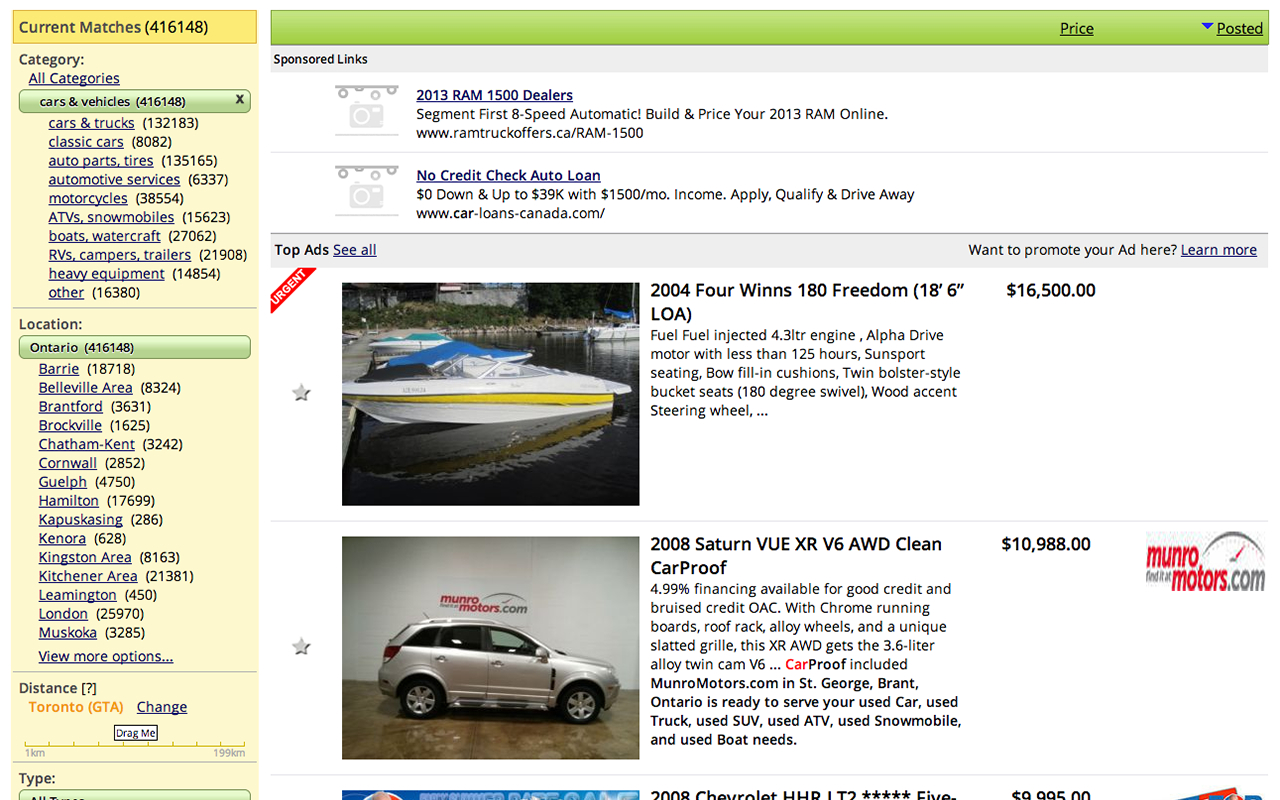 Current Matches (416148)
Category:
All Categories
cars & vehicles (416148) x
cars & trucks (132183)
classic cars (8082)
auto parts, tires (135165)
automotive services (6337)
motorcycles (38554)
ATVs, snowmobiles (15623)
boats, watercraft (27062)
RVs, campers, trailers (21908)
heavy equipment (14854)
other (16380)
Location:
Ontario (416148)
Barrie (18718)
Belleville Area (8324)
Brantford (3631)
Brockville (1625)
Chatham-Kent (3242)
Cornwall (2852)
Guelph (4750)
Hamilton (17699)
Kapuskasing (286)
Kenora (628)
Kingston Area (8163)
Kitchener Area (21381)
Leamington (450)
London (25970)
Muskoka (3285)
View more options...
Distance [?]
Toronto (GTA) Change
Drag Me
1km 199km
Type:
All Types
Price Posted
Sponsored Links
2013 RAM 1500 Dealers
Segment First 8-Speed Automatic! Build & Price Your 2013 RAM Online.
www.ramtruckoffers.ca/RAM-1500
No Credit Check Auto Loan
$0 Down & Up to $39K with $1500/mo. Income. Apply, Qualify & Drive Away
www.car-loans-canada.com/
Top Ads See all Want to promote your Ad here? Learn more
URGENT
2004 Four Winns 180 Freedom (18’ 6” $16,500.00
LOA)
Fuel Fuel injected 4.3ltr engine , Alpha Drive
motor with less than 125 hours, Sunsport
seating, Bow fill-in cushions, Twin bolster-style
bucket seats (180 degree swivel), Wood accent
Steering wheel, ...
munro
find it at motors.com
2008 Saturn VUE XR V6 AWD Clean $10,988.00
CarProof
4.99% financing available for good credit and
bruised credit OAC. With Chrome running
boards, roof rack, alloy wheels, and a unique
slatted grille, this XR AWD gets the 3.6-liter
alloy twin cam V6 ... CarProof included
MunroMotors.com in St. George, Brant,
Ontario is ready to serve your used Car, used
Truck, used SUV, used ATV, used Snowmobile,
and used Boat needs.
munro
find it at motors.com
2008 Chevrolet HHR LT2 ***** Five- $9,995.00